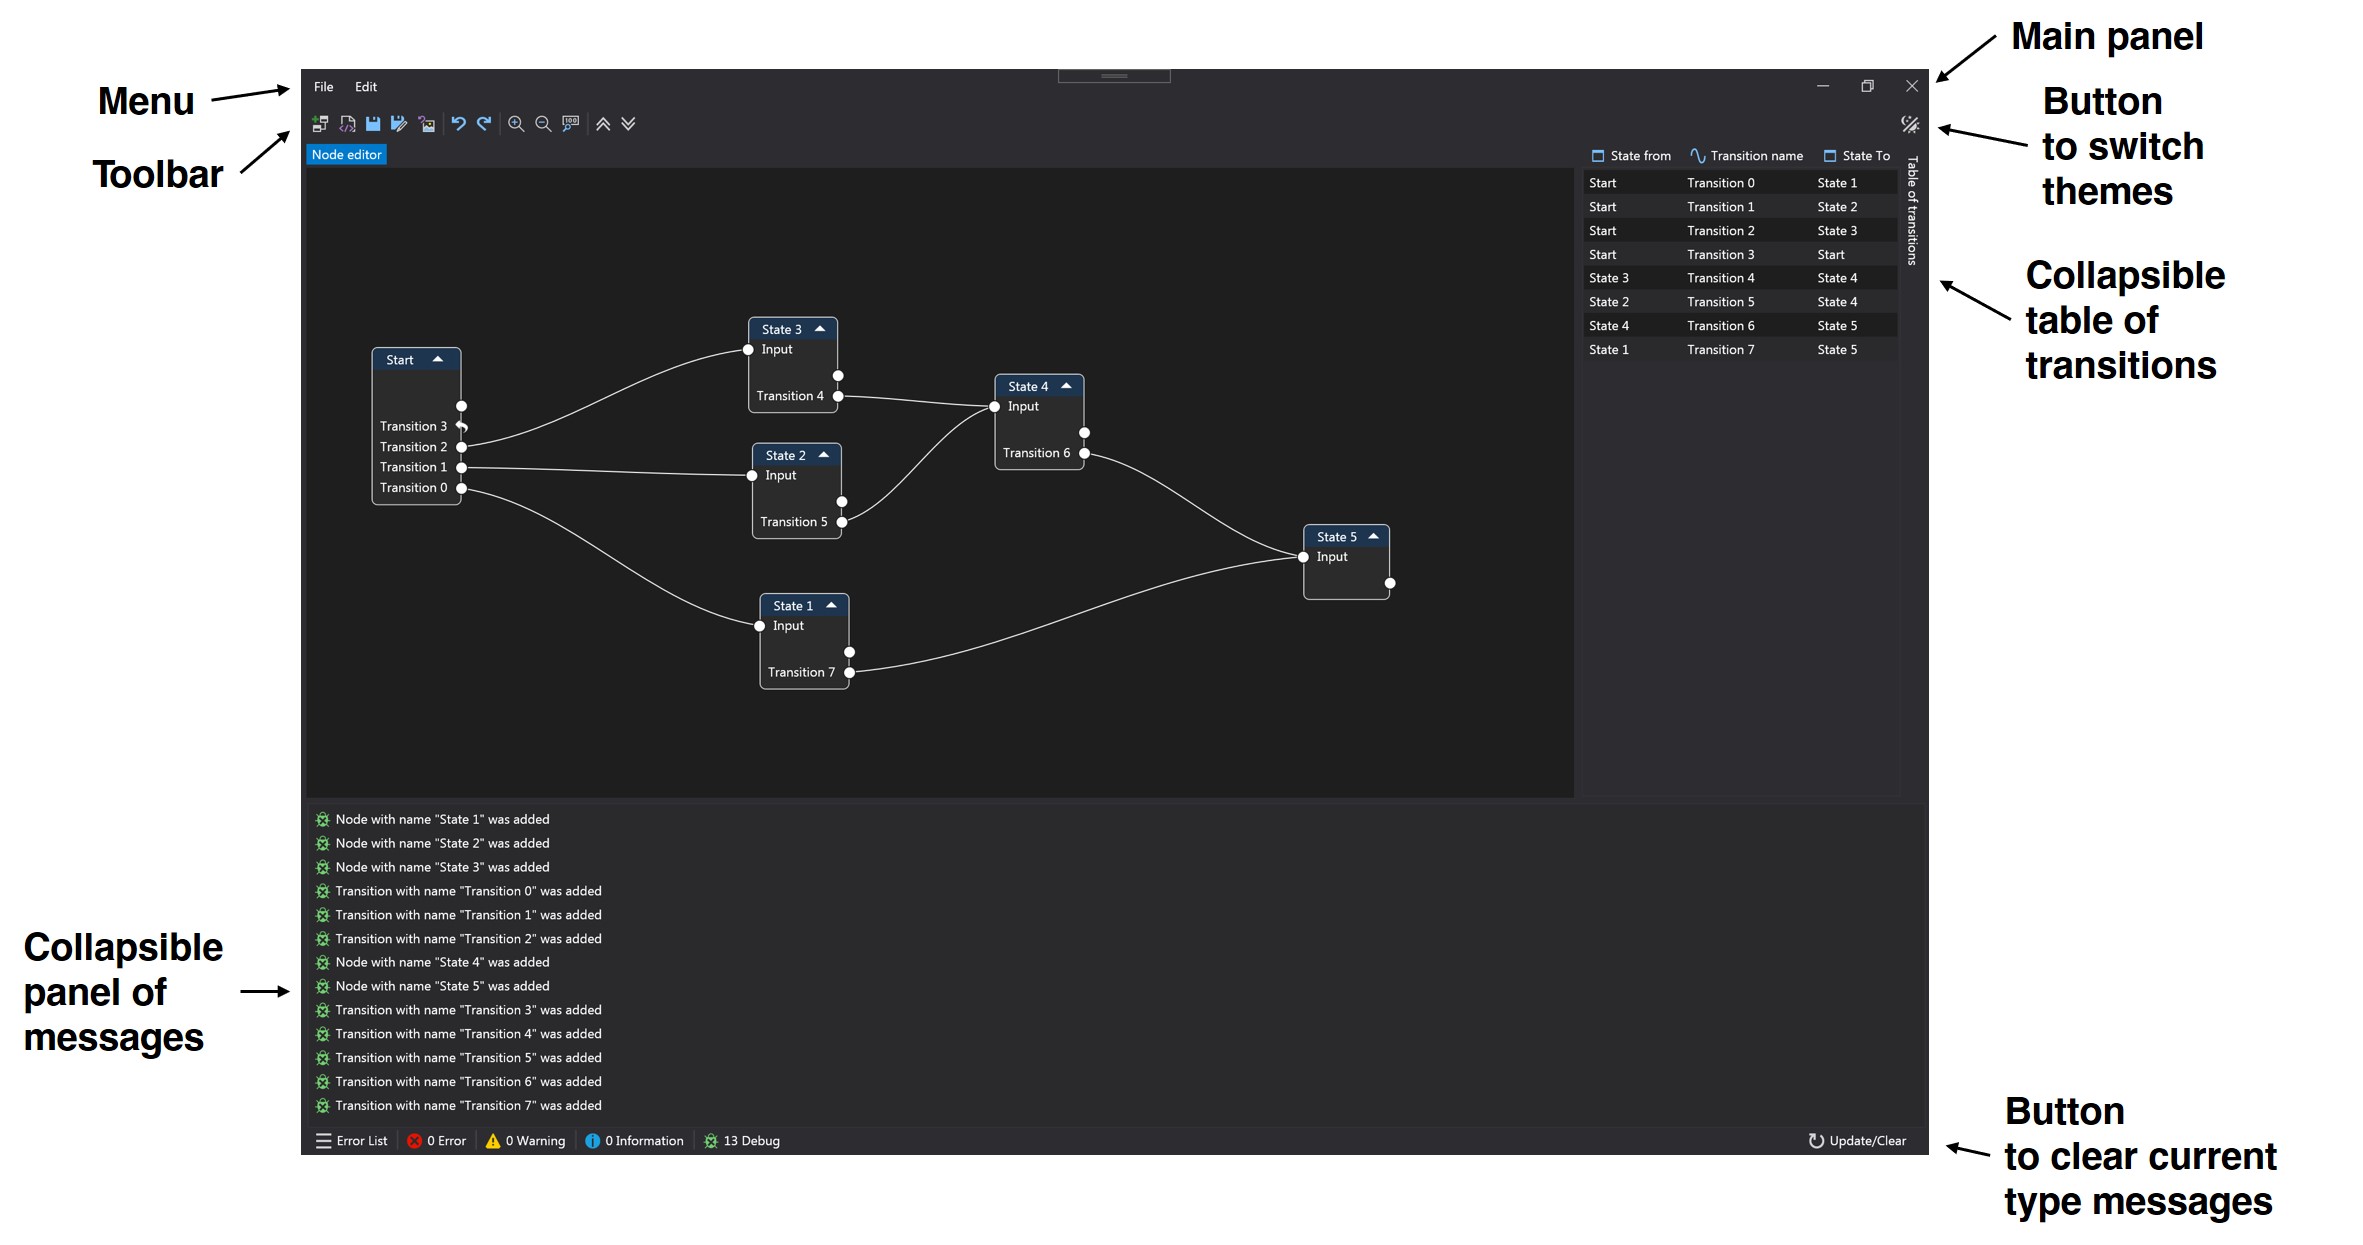 Main panel
Menu
File Edit
Button
to switch
themes
Toolbar
100
Node editor
State from Transition name State To
Table of transitions
Start Transition 0 State 1
Start Transition 1 State 2
Start Transition 2 State 3
Start Transition 3 Start
State 3 Transition 4 State 4
State 2 Transition 5 State 4
State 4 Transition 6 State 5
State 1 Transition 7 State 5
Collapsible
table of
transitions
Start
Transition 3
Transition 2
Transition 1
Transition 0
State 3
Input
Transition 4
State 2
Input
Transition 5
State 4
Input
Transition 6
State 5
Input
State 1
Input
Transition 7
Node with name "State 1" was added
Node with name "State 2" was added
Node with name "State 3" was added
Transition with name "Transition 0" was added
Transition with name "Transition 1" was added
Transition with name "Transition 2" was added
Node with name "State 4" was added
Node with name "State 5" was added
Transition with name "Transition 3" was added
Transition with name "Transition 4" was added
Transition with name "Transition 5" was added
Transition with name "Transition 6" was added
Transition with name "Transition 7" was added
Collapsible
panel of
messages
Error List 0 Error 0 Warning 0 Information 13 Debug Update/Clear
Button
to clear current
type messages